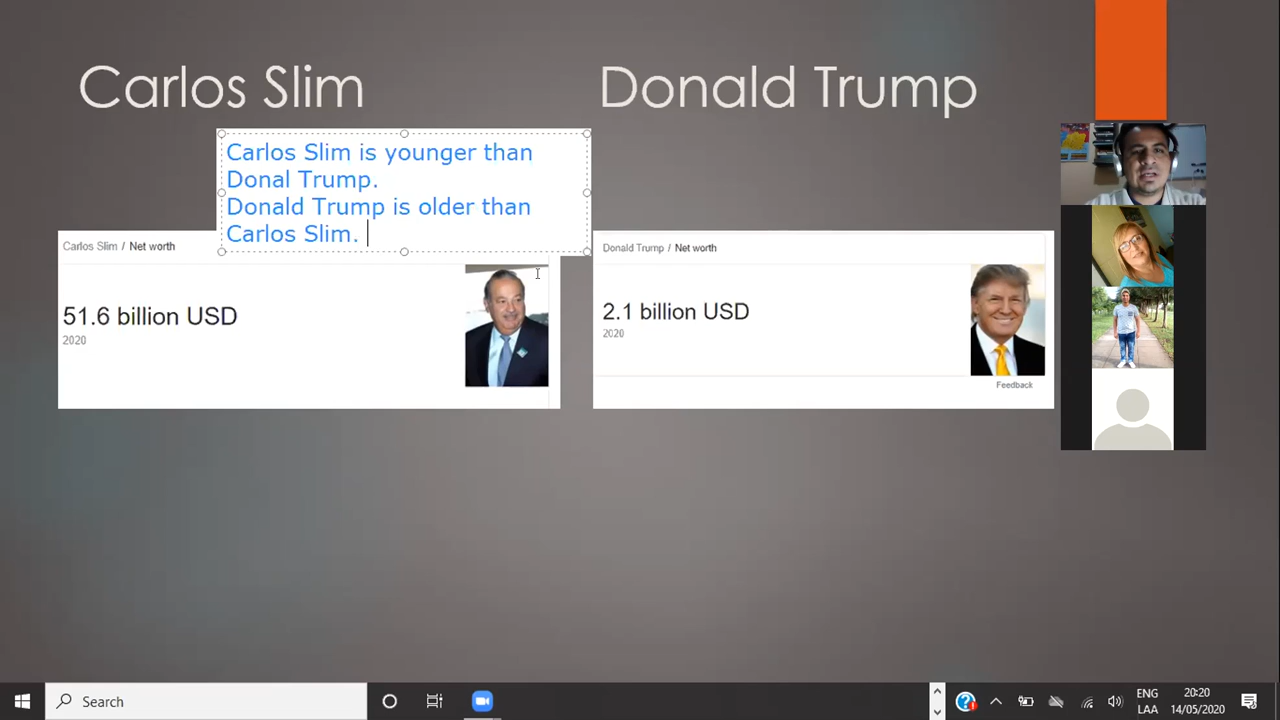 Carlos Slim
Donald Trump
Carlos Slim is younger than
Donal Trump.
Donald Trump is older than
Carlos Slim.
Carlos Slim / Net worth
51.6 billion USD
2020
Donald Trump / Net worth
2.1 billion USD
2020
Feedback
Search
ENG
LAA
20:20
14/05/2020